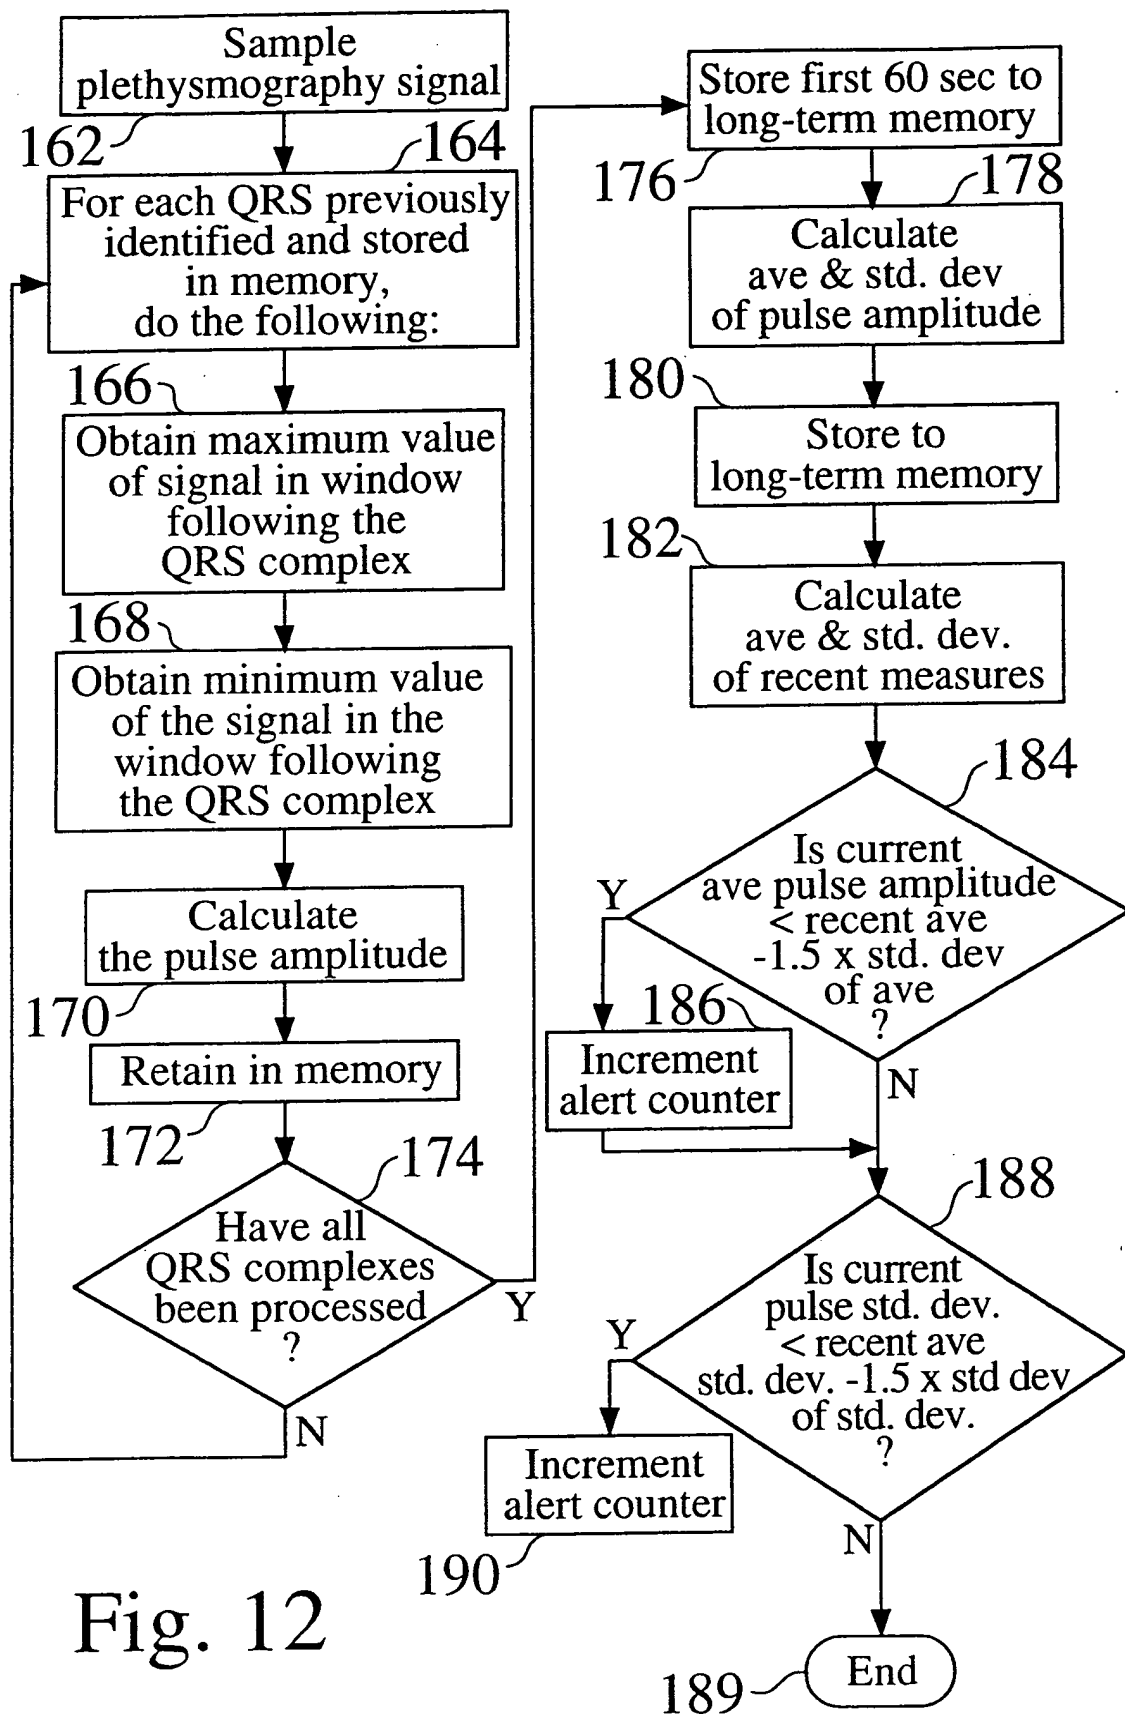 Sample
plethysmography signal
162
164
For each QRS previously
identified and stored
in memory,
do the following:
166
Obtain maximum value
of signal in window
following the
QRS complex
168
Obtain minimum value
of the signal in the
window following
the QRS complex
Calculate
the pulse amplitude
170
Retain in memory
172
174
Have all
QRS complexes
been processed
?
Y
N
Store first 60 sec to
long-term memory
176
178
Calculate
ave & std. dev
of pulse amplitude
180
Store to
long-term memory
182
Calculate
ave & std. dev.
of recent measures
184
Is current
ave pulse amplitude
< recent ave
-1.5 x std. dev
of ave
?
Y
186
Increment
alert counter
N
188
Is current
pulse std. dev.
< recent ave
std. dev. -1.5 x std dev
of std. dev.
?
Y
Increment
alert counter
190
N
End
189
Fig. 12